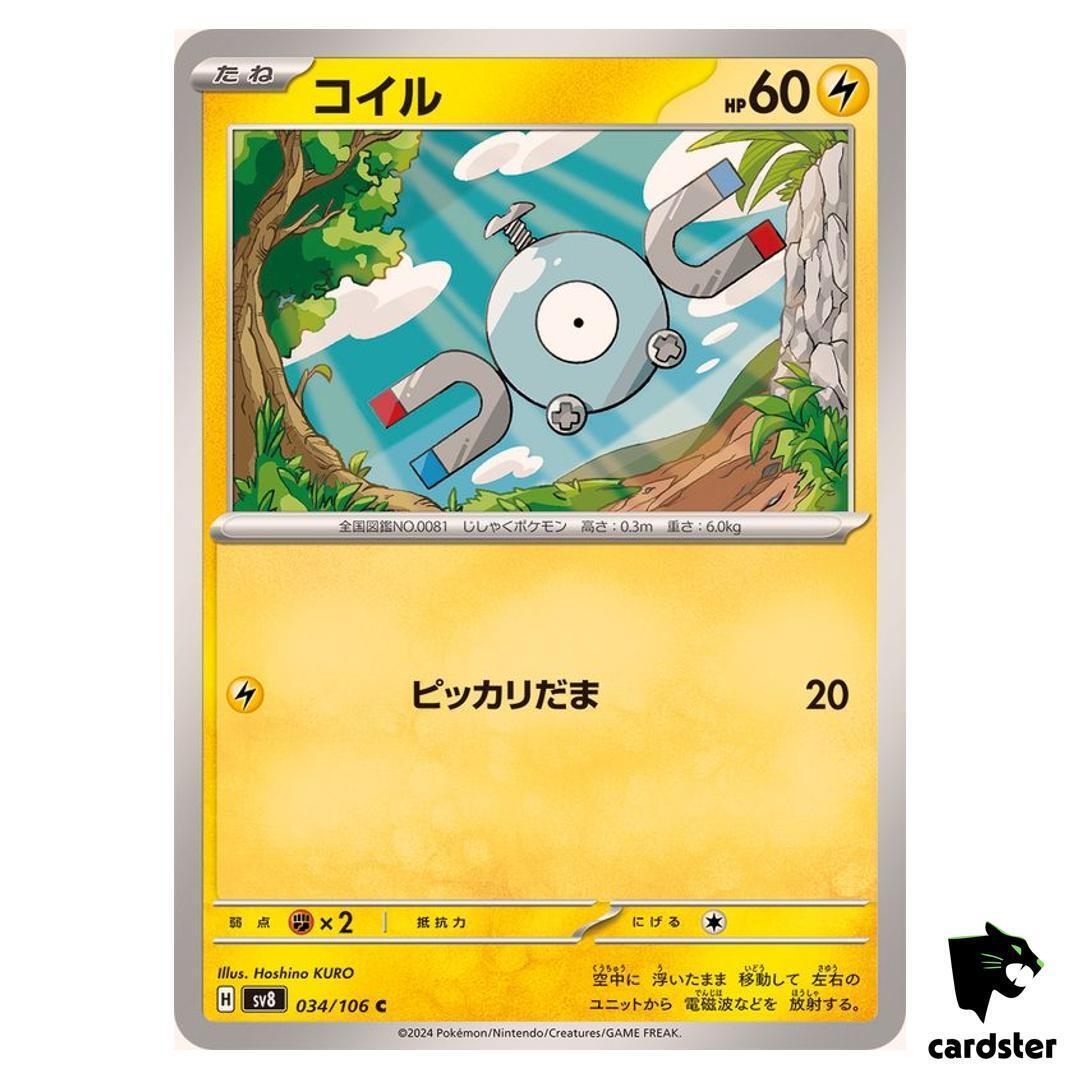 たね
コイル
HP60
全国図鑑NO.0081 じしゃくポケモン 高さ:0.3m 重さ:6.0kg
ピッカリだま 20
弱点 ×2 抵抗力 にげる
Illus. Hoshino KURO
H sv8 034/106 C
空中に 浮いたまま 移動して 左右の
ユニットから 電磁波などを 放射する。
©2024 Pokémon/Nintendo/Creatures/GAME FREAK.
cardster